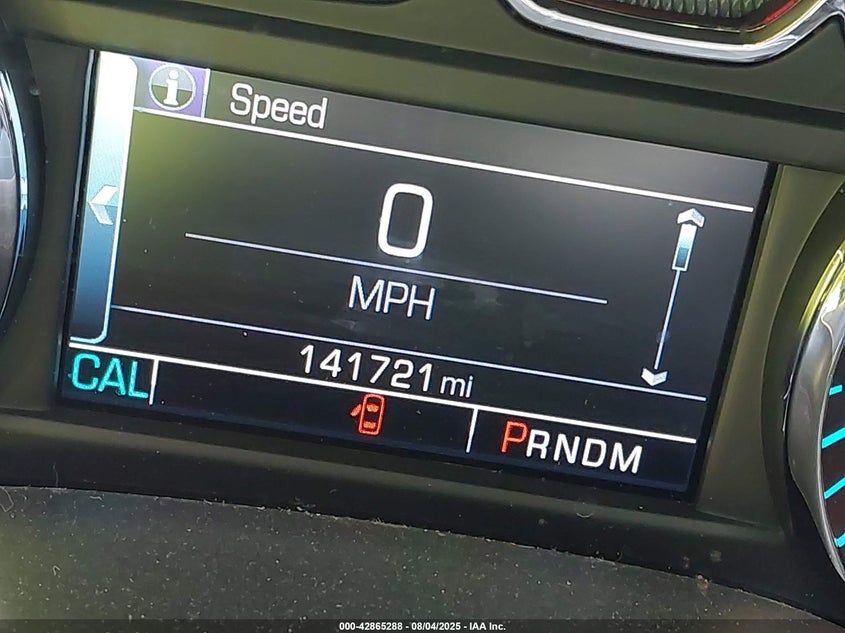 i Speed
0
MPH
141721 mi
CAL
PRNDM
000-42865288 - 08/04/2025 - IAA Inc.